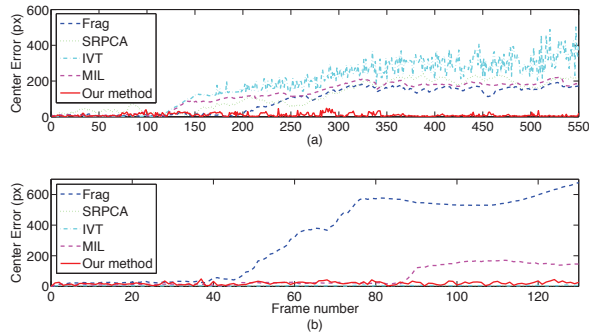 600
400
200
0
Center Error (px)
Frag
SRPCA
IVT
MIL
Our method
0 50 100 150 200 250 300 350 400 450 500 550
(a)
600
400
200
0
Center Error (px)
Frag
SRPCA
IVT
MIL
Our method
0 20 40 60 80 100 120
Frame number
(b)